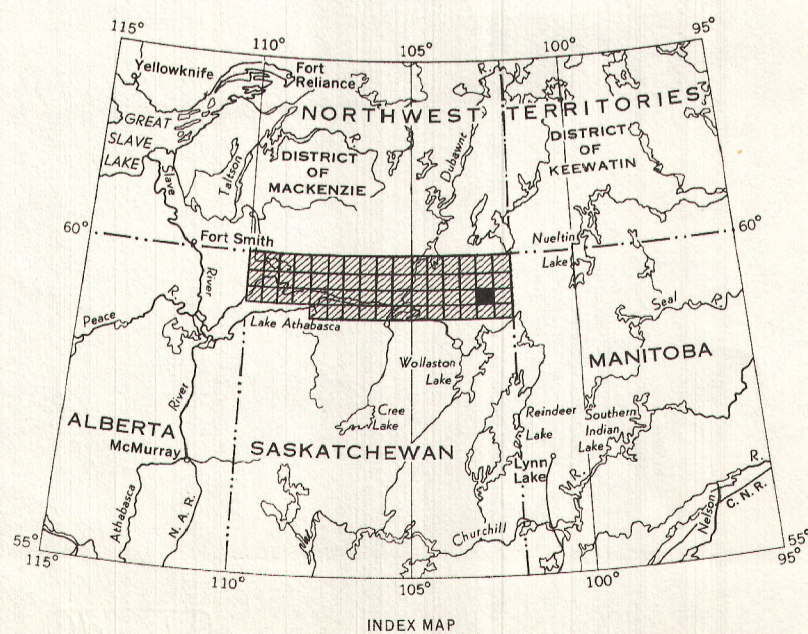 115°
110°
105°
100°
95°
Yellowknife
Fort
Reliance
R.
NORTHWEST TERRITORIES
GREAT
SLAVE
LAKE
Slave
Taltson
R.
DISTRICT
OF
MACKENZIE
Dubawnt
DISTRICT
OF
KEEWATIN
60°
Fort Smith
Nueltin
Lake
60°
River
R.
Peace
Lake Athabasca
Seal
R.
Wollaston
Lake
MANITOBA
River
ALBERTA
McMurray
Cree
Lake
Reindeer
Lake
Southern
Indian
Lake
SASKATCHEWAN
Lynn
Lake
R.
R.
Athabasca
N. A. R.
Churchill
Nelson
C. N. R.
55°
55°
115°
110°
105°
100°
95°
INDEX MAP